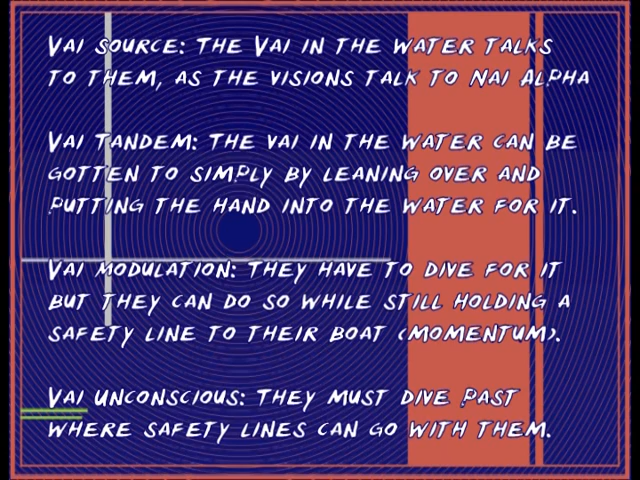 Vai source: the Vai in the water talks
to them, as the visions talk to Nai Alpha
Vai tandem: the vai in the water can be
gotten to simply by leaning over and
putting the hand into the water for it.
Vai modulation: they have to dive for it
but they can do so while still holding a
safety line to their boat (momentum).
Vai unconscious: they must dive past
where safety lines can go with them.